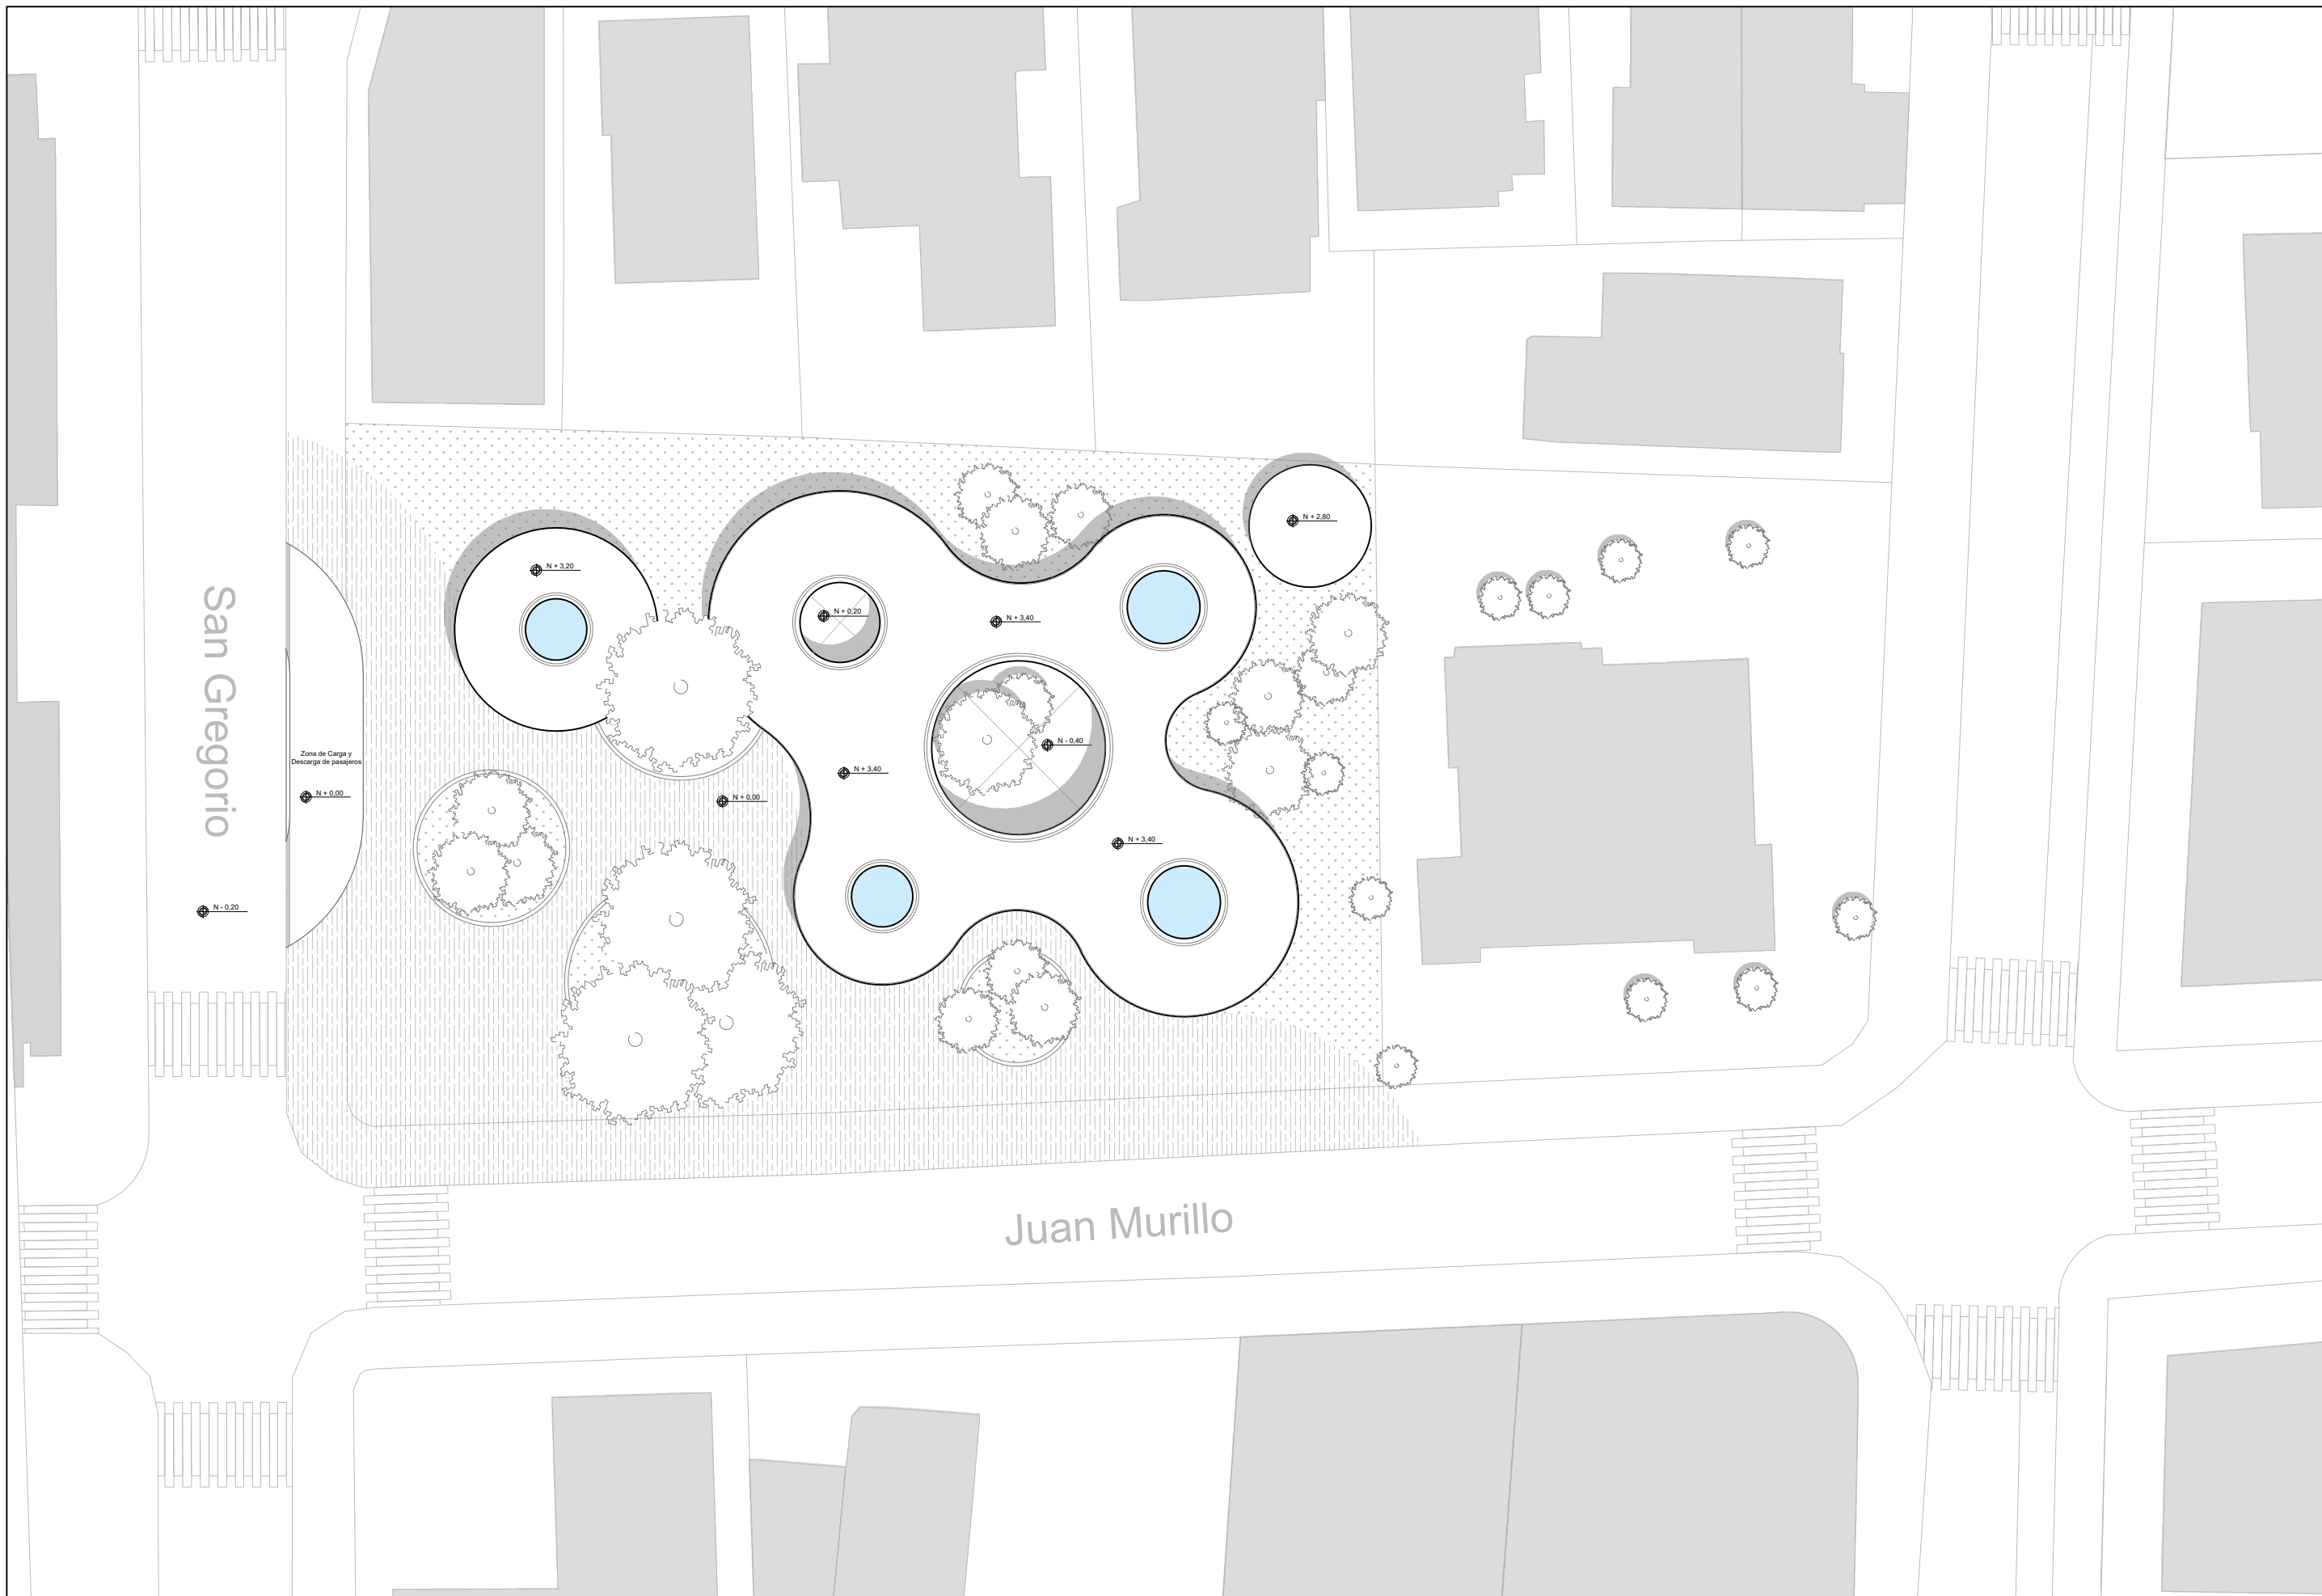 N + 2,80
N + 3,20
N + 0,20
N + 3,40
San Gregorio
N - 0,40
Zona de Carga y
Descarga de pasajeros
N + 3,40
N + 0,00
N + 0,00
N + 3,40
N - 0,20
Juan Murillo